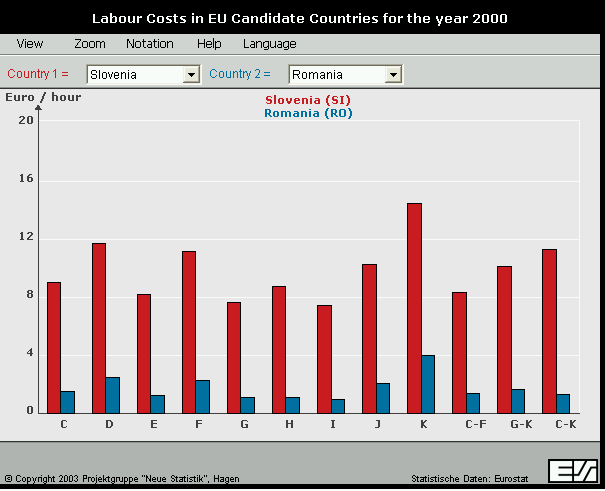 Labour Costs in EU Candidate Countries for the year 2000
View Zoom Notation Help Language
Country 1 = Slovenia Country 2 = Romania
Euro / hour
Slovenia (SI)
Romania (RO)
20
16
12
8
4
0
C D E F G H I J K C-F G-K C-K
© Copyright 2003 Projektgruppe "Neue Statistik", Hagen Statistische Daten: Eurostat